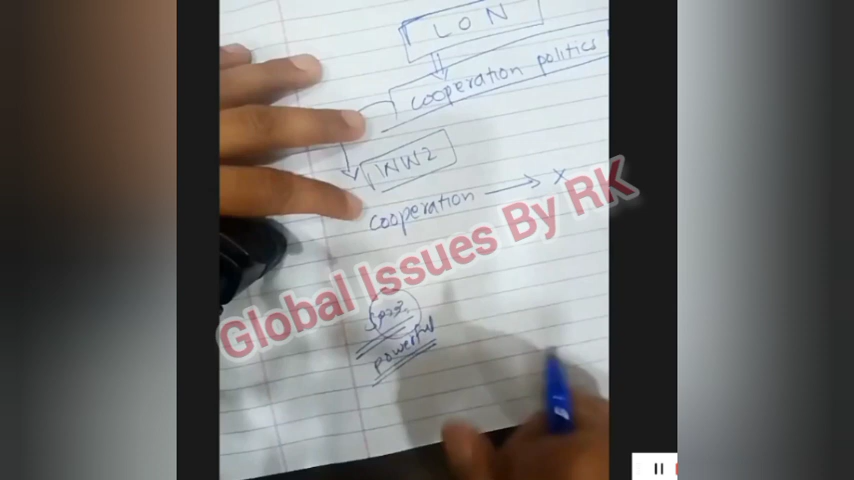 LON
cooperation politics
WW2
cooperation → x
Global Issues By RK
powerful